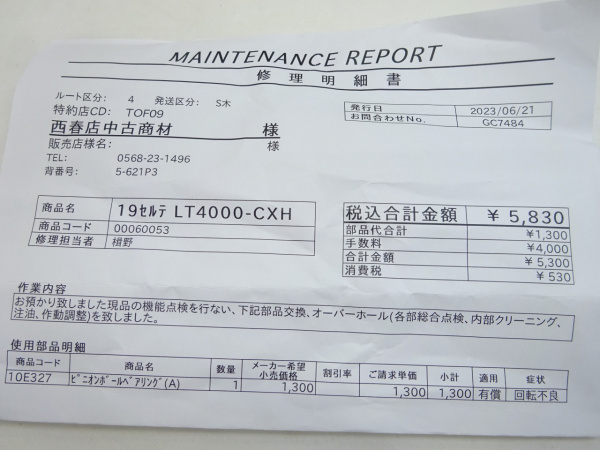 MAINTENANCE REPORT
修理明細書
ルート区分: 4 発送区分: S木
特約店CD: TOF09
西春店中古商材 様
販売店様名: 様
TEL: 0568-23-1496
背番号: 5-621P3
発行日 2023/06/21
お問合わせNo. GC7484
商品名 19ｾﾙﾃ LT4000-CXH
商品コード 00060053
修理担当者 椢野
税込合計金額 ¥ 5,830
部品代合計 ¥1,300
手数料 ¥4,000
合計金額 ¥ 5,300
消費税 ¥ 530
作業内容
お預かり致しました現品の機能点検を行ない、下記部品交換、オーバーホール(各部総合点検、内部クリーニング、
注油、作動調整)を致しました。
使用部品明細
商品コード 商品名 数量 メーカー希望小売価格 割引率 ご請求単価 小計 適用 症状
10E327 ﾋﾟﾆｵﾝﾎﾞｰﾙﾍﾞｱﾘﾝｸﾞ(A) 1 1,300 1,300 1,300 有償 回転不良